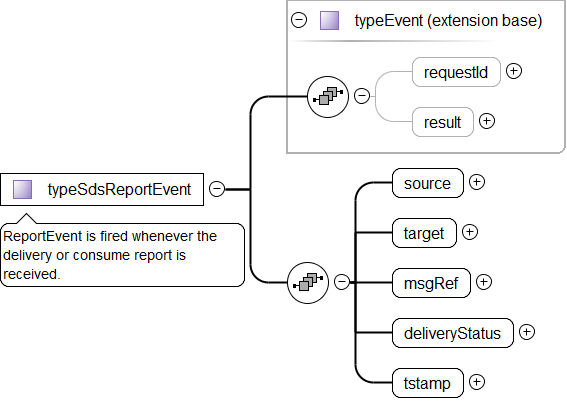 typeEvent (extension base)
requestId
result
typeSdsReportEvent
ReportEvent is fired whenever the
delivery or consume report is
received.
source
target
msgRef
deliveryStatus
tstamp